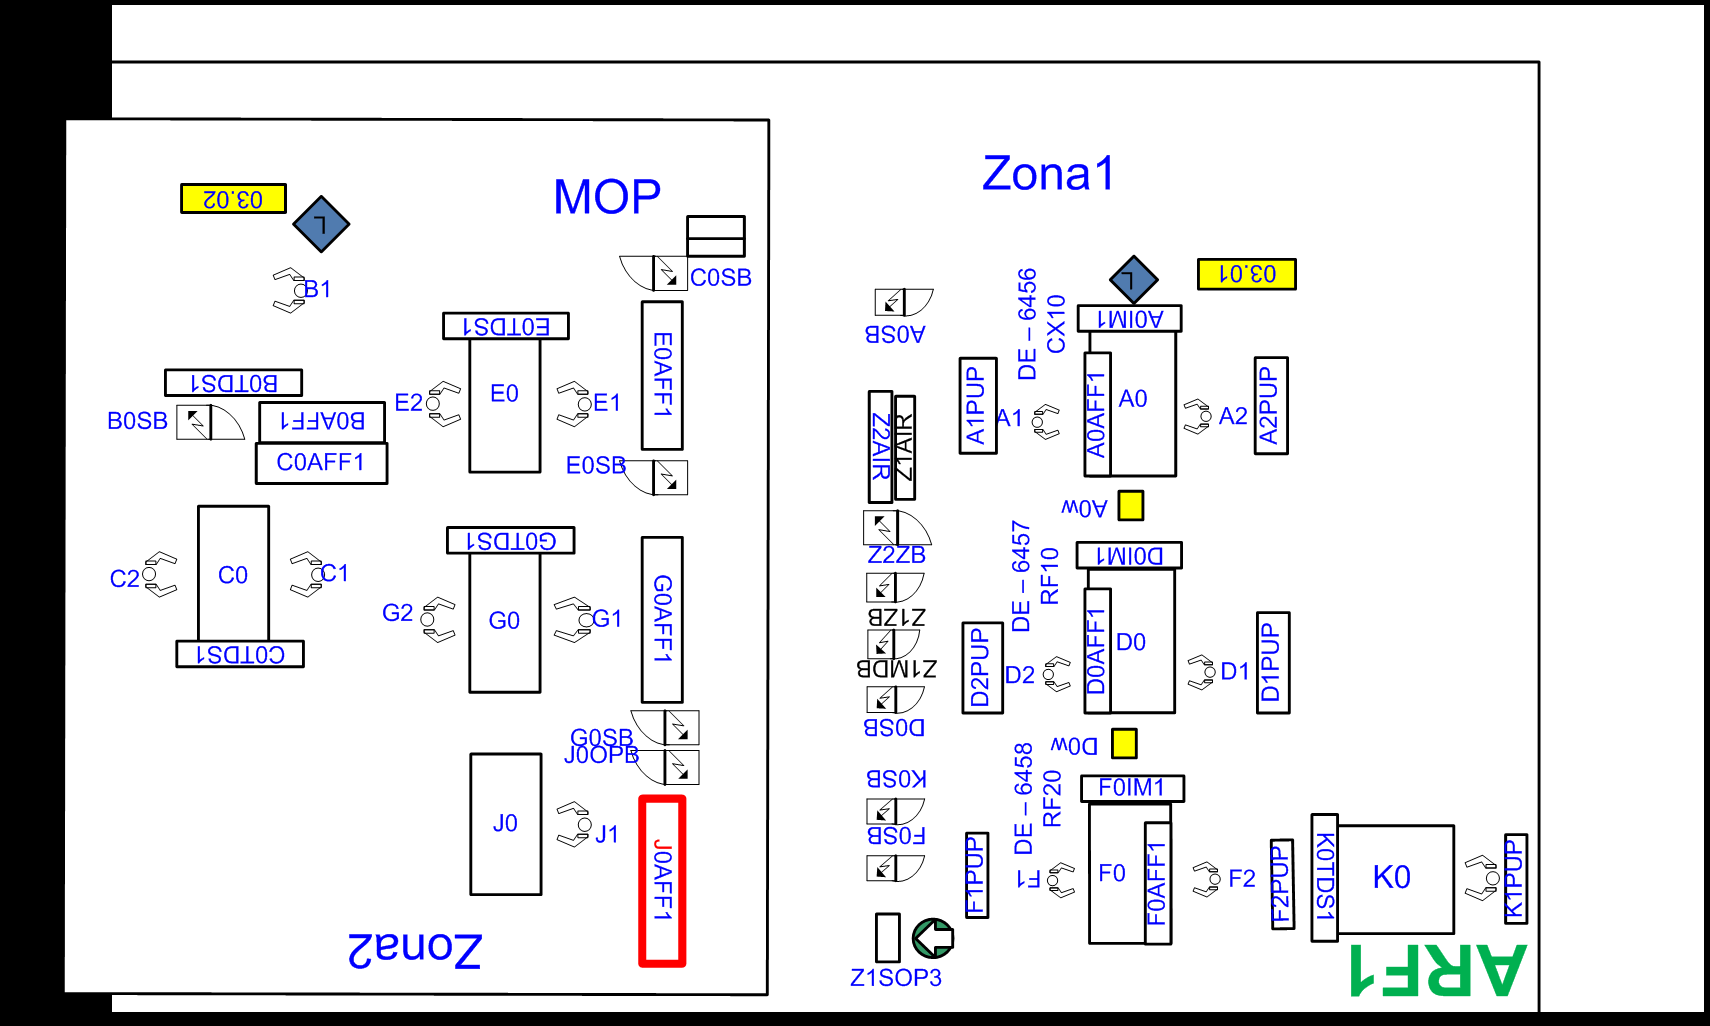 MOP
03.02
L
B1
C0SB
E0TDS1
E0AFF1
B0TDS1
B0SB
B0AFF1
C0AFF1
E2
E0
E1
E0SB
G0TDS1
C2
C0
C1
G2
G0
G1
G0AFF1
C0TDS1
G0SB
J0OPB
J0
J1
J0AFF1
Zona2
Zona1
A0SB
DE – 6456
CX10
L
03.01
A0IM1
A1PUP
A1
A0AFF1
A0
A2
A2PUP
Z2AIR
Z1AIR
A0w
Z2ZB
DE – 6457
RF10
D0IM1
Z1ZB
Z1MDB
D2PUP
D2
D0AFF1
D0
D1
D1PUP
D0SB
D0w
K0SB
DE – 6458
RF20
F0IM1
F0SB
F1PUP
F1
F0
F0AFF1
F2
F2PUP
K0TDS1
K0
K1PUP
Z1SOP3
ARF1